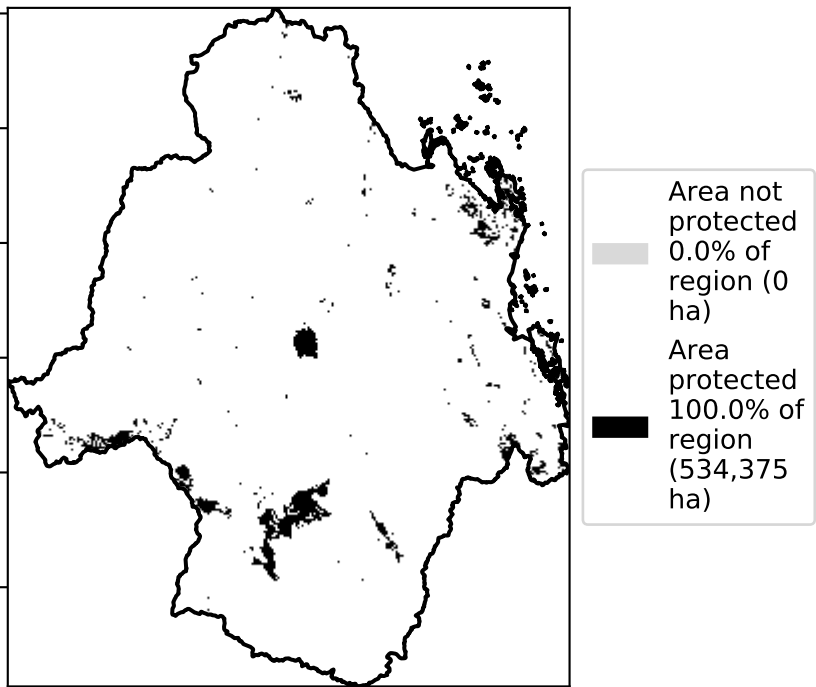 Area not
protected
0.0% of
region (0
ha)
Area
protected
100.0% of
region
(534,375
ha)